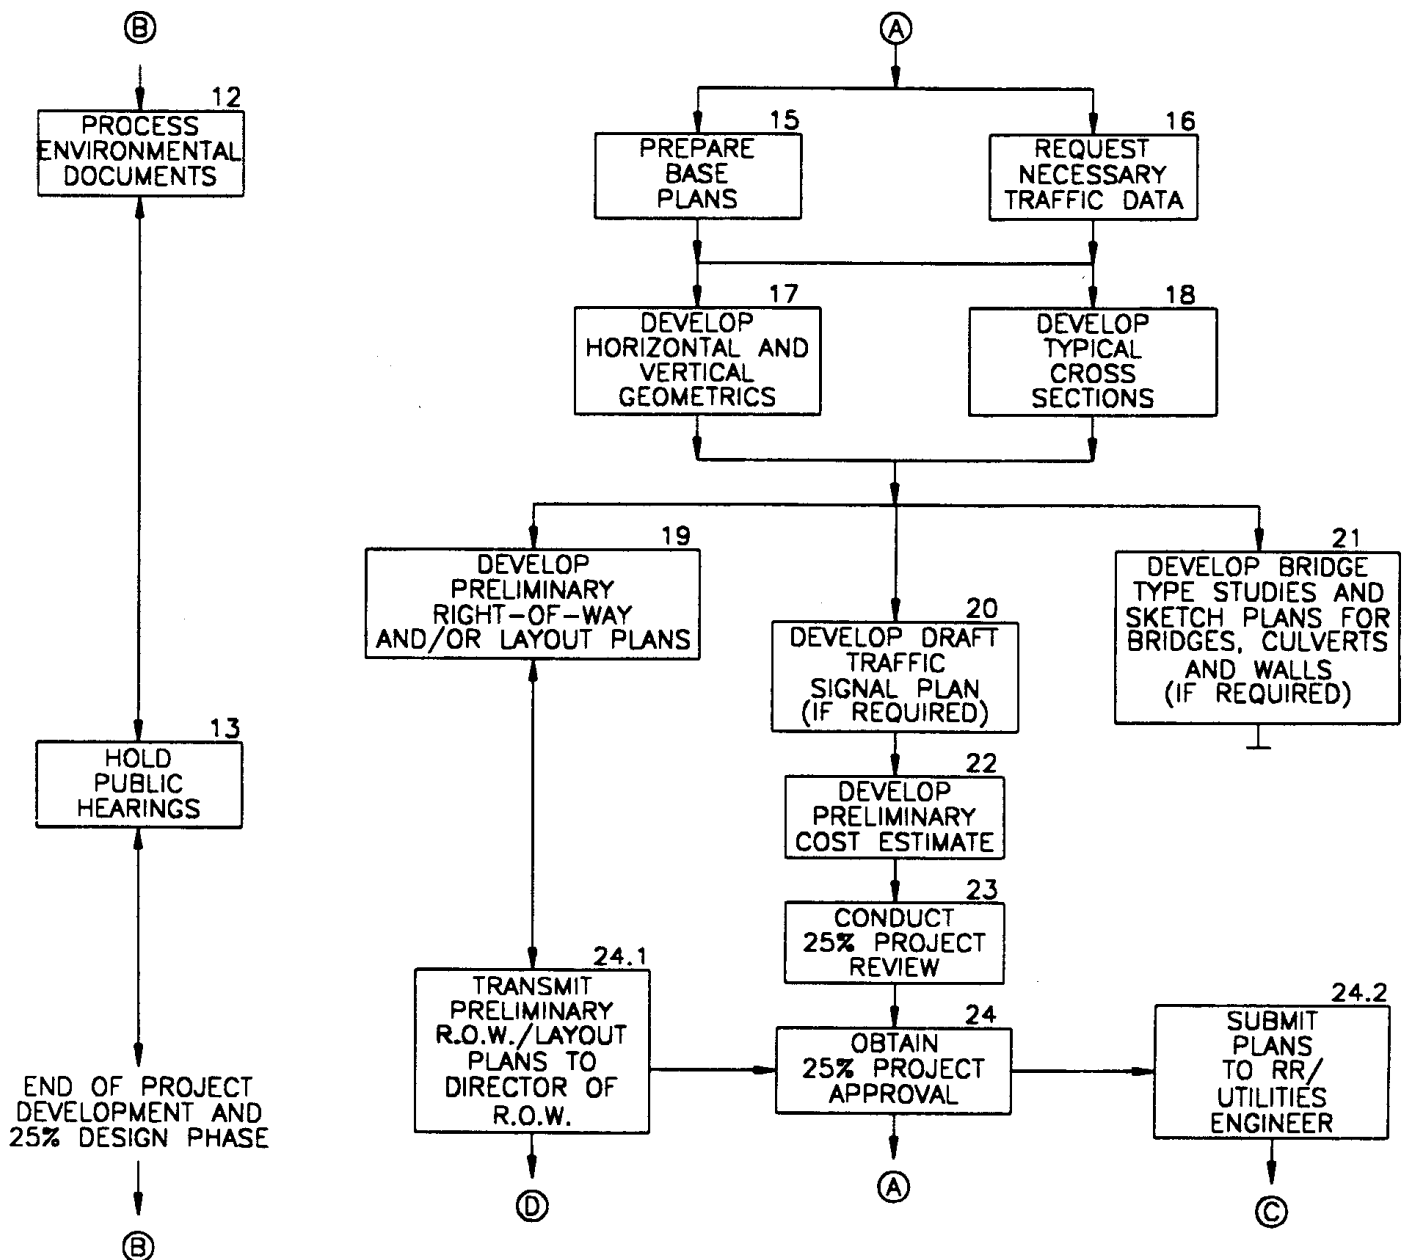 B
12
PROCESS
ENVIRONMENTAL
DOCUMENTS
13
HOLD
PUBLIC
HEARINGS
END OF PROJECT
DEVELOPMENT AND
25% DESIGN PHASE
B
A
15
PREPARE
BASE
PLANS
16
REQUEST
NECESSARY
TRAFFIC DATA
17
DEVELOP
HORIZONTAL AND
VERTICAL
GEOMETRICS
18
DEVELOP
TYPICAL
CROSS
SECTIONS
19
DEVELOP
PRELIMINARY
RIGHT-OF-WAY
AND/OR LAYOUT PLANS
20
DEVELOP DRAFT
TRAFFIC
SIGNAL PLAN
(IF REQUIRED)
21
DEVELOP BRIDGE
TYPE STUDIES AND
SKETCH PLANS FOR
BRIDGES, CULVERTS
AND WALLS
(IF REQUIRED)
22
DEVELOP
PRELIMINARY
COST ESTIMATE
23
CONDUCT
25% PROJECT
REVIEW
24.1
TRANSMIT
PRELIMINARY
R.O.W./LAYOUT
PLANS TO
DIRECTOR OF
R.O.W.
24
OBTAIN
25% PROJECT
APPROVAL
24.2
SUBMIT
PLANS
TO RR/
UTILITIES
ENGINEER
D
A
C